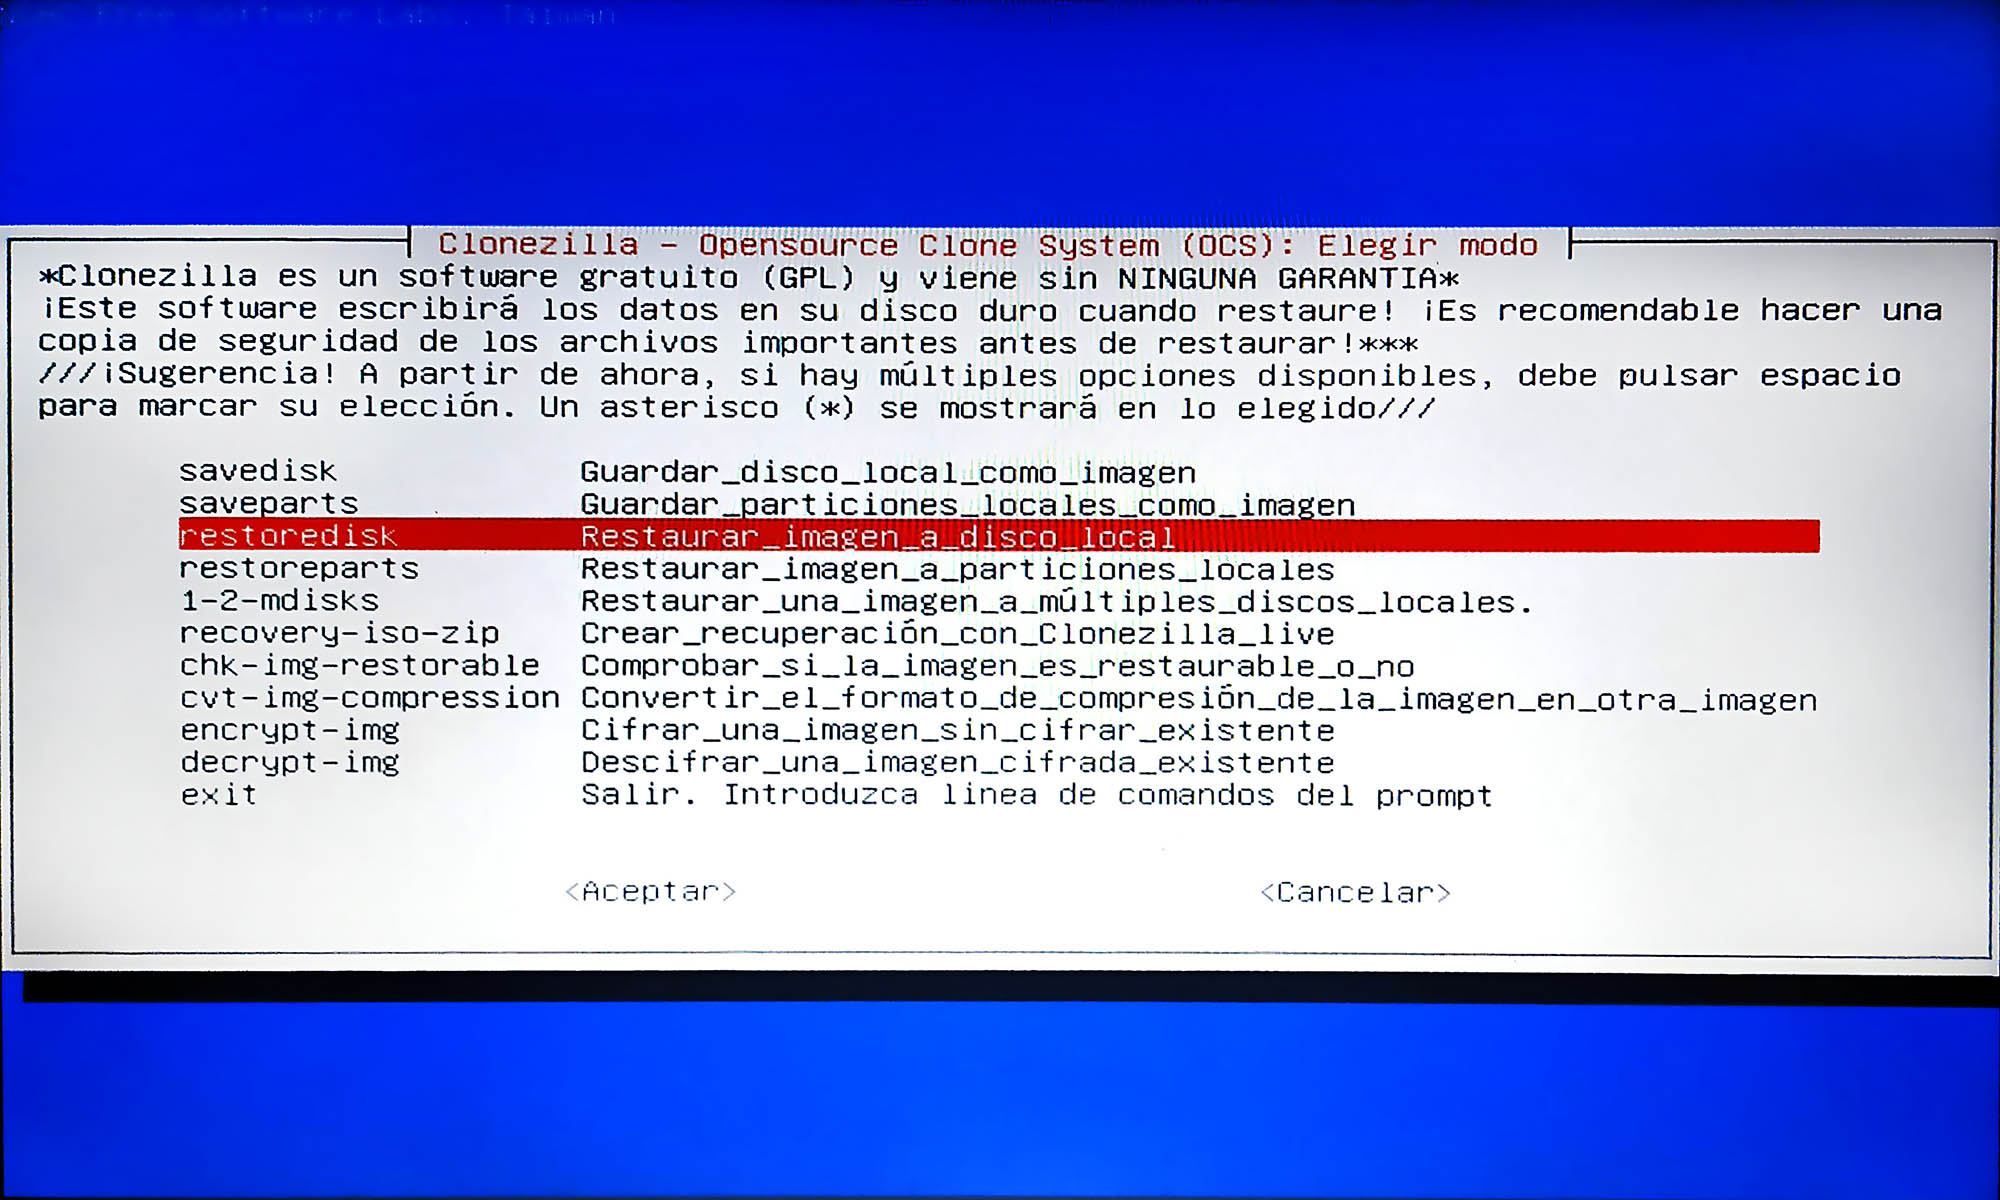 Free Software Labs, Taiwan
Clonezilla - Opensource Clone System (OCS): Elegir modo
*Clonezilla es un software gratuito (GPL) y viene sin NINGUNA GARANTIA*
¡Este software escribirá los datos en su disco duro cuando restaure! ¡Es recomendable hacer una
copia de seguridad de los archivos importantes antes de restaurar!***
///¡Sugerencia! A partir de ahora, si hay múltiples opciones disponibles, debe pulsar espacio
para marcar su elección. Un asterisco (*) se mostrará en lo elegido///
savedisk Guardar_disco_local_como_imagen
saveparts Guardar_particiones_locales_como_imagen
restoredisk Restaurar_imagen_a_disco_local
restoreparts Restaurar_imagen_a_particiones_locales
1-2-mdisks Restaurar_una_imagen_a_múltiples_discos_locales.
recovery-iso-zip Crear_recuperación_con_Clonezilla_live
chk-img-restorable Comprobar_si_la_imagen_es_restaurable_o_no
cvt-img-compression Convertir_el_formato_de_compresión_de_la_imagen_en_otra_imagen
encrypt-img Cifrar_una_imagen_sin_cifrar_existente
decrypt-img Descifrar_una_imagen_cifrada_existente
exit Salir. Introduzca linea de comandos del prompt
<Aceptar> <Cancelar>